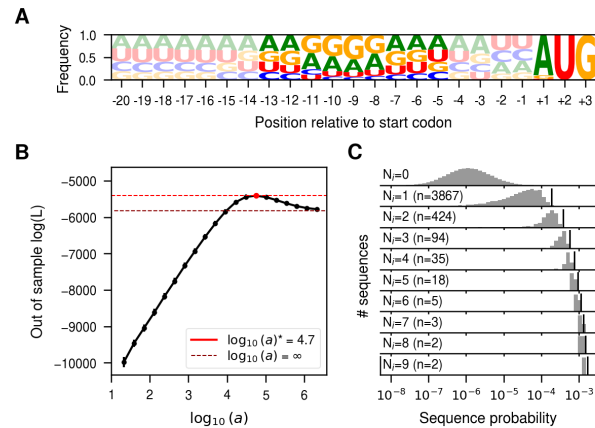 A
Frequency
1.0
0.5
0.0
-20 -19 -18 -17 -16 -15 -14 -13 -12 -11 -10 -9 -8 -7 -6 -5 -4 -3 -2 -1 +1 +2 +3
AUG
Position relative to start codon
B
Out of sample log(L)
−5000
−6000
−7000
−8000
−9000
−10000
log₁₀(a)* = 4.7
log₁₀(a) = ∞
1 2 3 4 5 6
log₁₀(a)
C
# sequences
Nᵢ=0
Nᵢ=1 (n=3867)
Nᵢ=2 (n=424)
Nᵢ=3 (n=94)
Nᵢ=4 (n=35)
Nᵢ=5 (n=18)
Nᵢ=6 (n=5)
Nᵢ=7 (n=3)
Nᵢ=8 (n=2)
Nᵢ=9 (n=2)
10⁻⁸ 10⁻⁷ 10⁻⁶ 10⁻⁵ 10⁻⁴ 10⁻³
Sequence probability